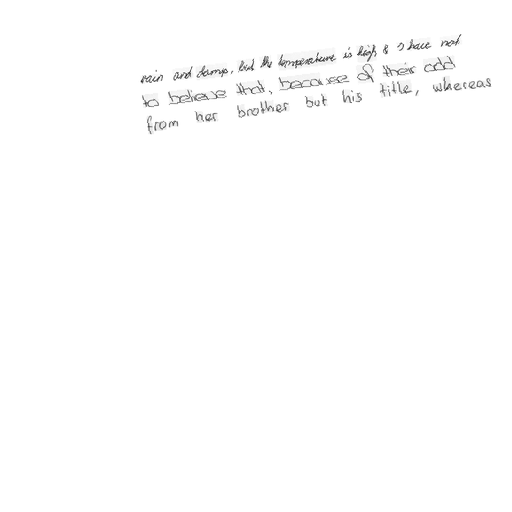 rain and damp, but the temperature is high & I have not
to believe that, because of their odd
from her brother but his title, whereas